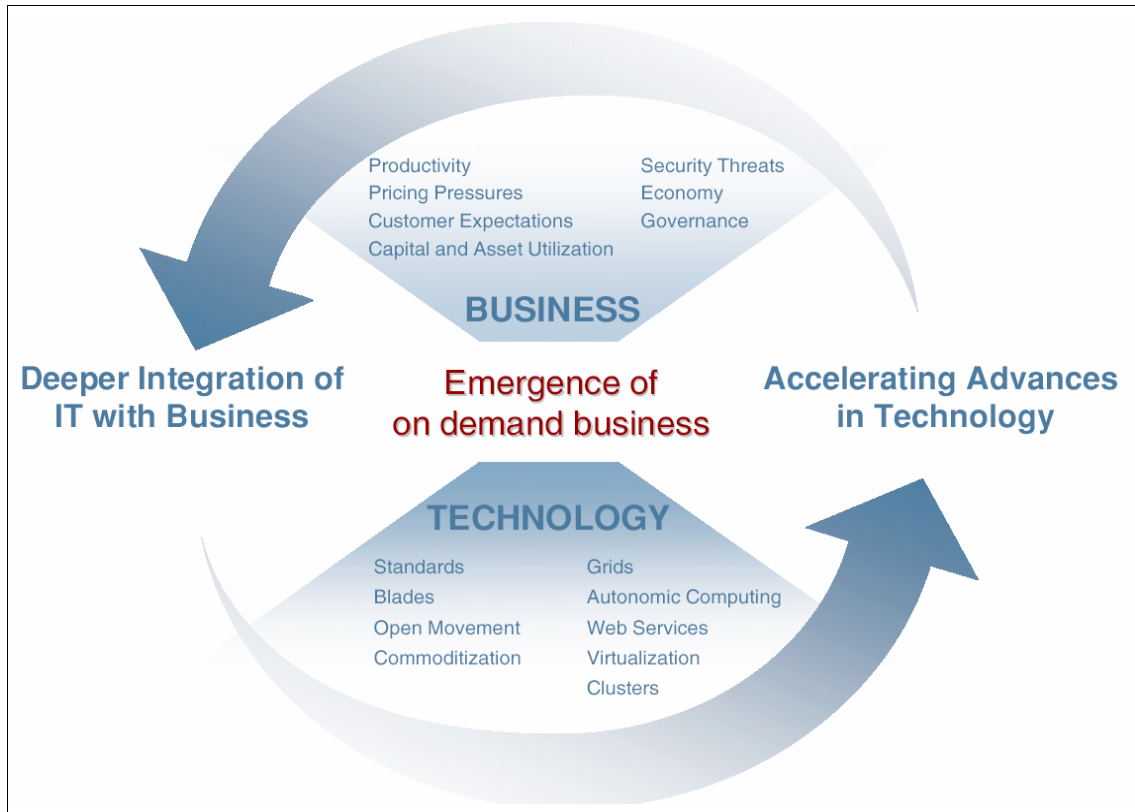 Productivity
Pricing Pressures
Customer Expectations
Capital and Asset Utilization
Security Threats
Economy
Governance
BUSINESS
Deeper Integration of
IT with Business
Emergence of
on demand business
Accelerating Advances
in Technology
TECHNOLOGY
Standards
Blades
Open Movement
Commoditization
Grids
Autonomic Computing
Web Services
Virtualization
Clusters